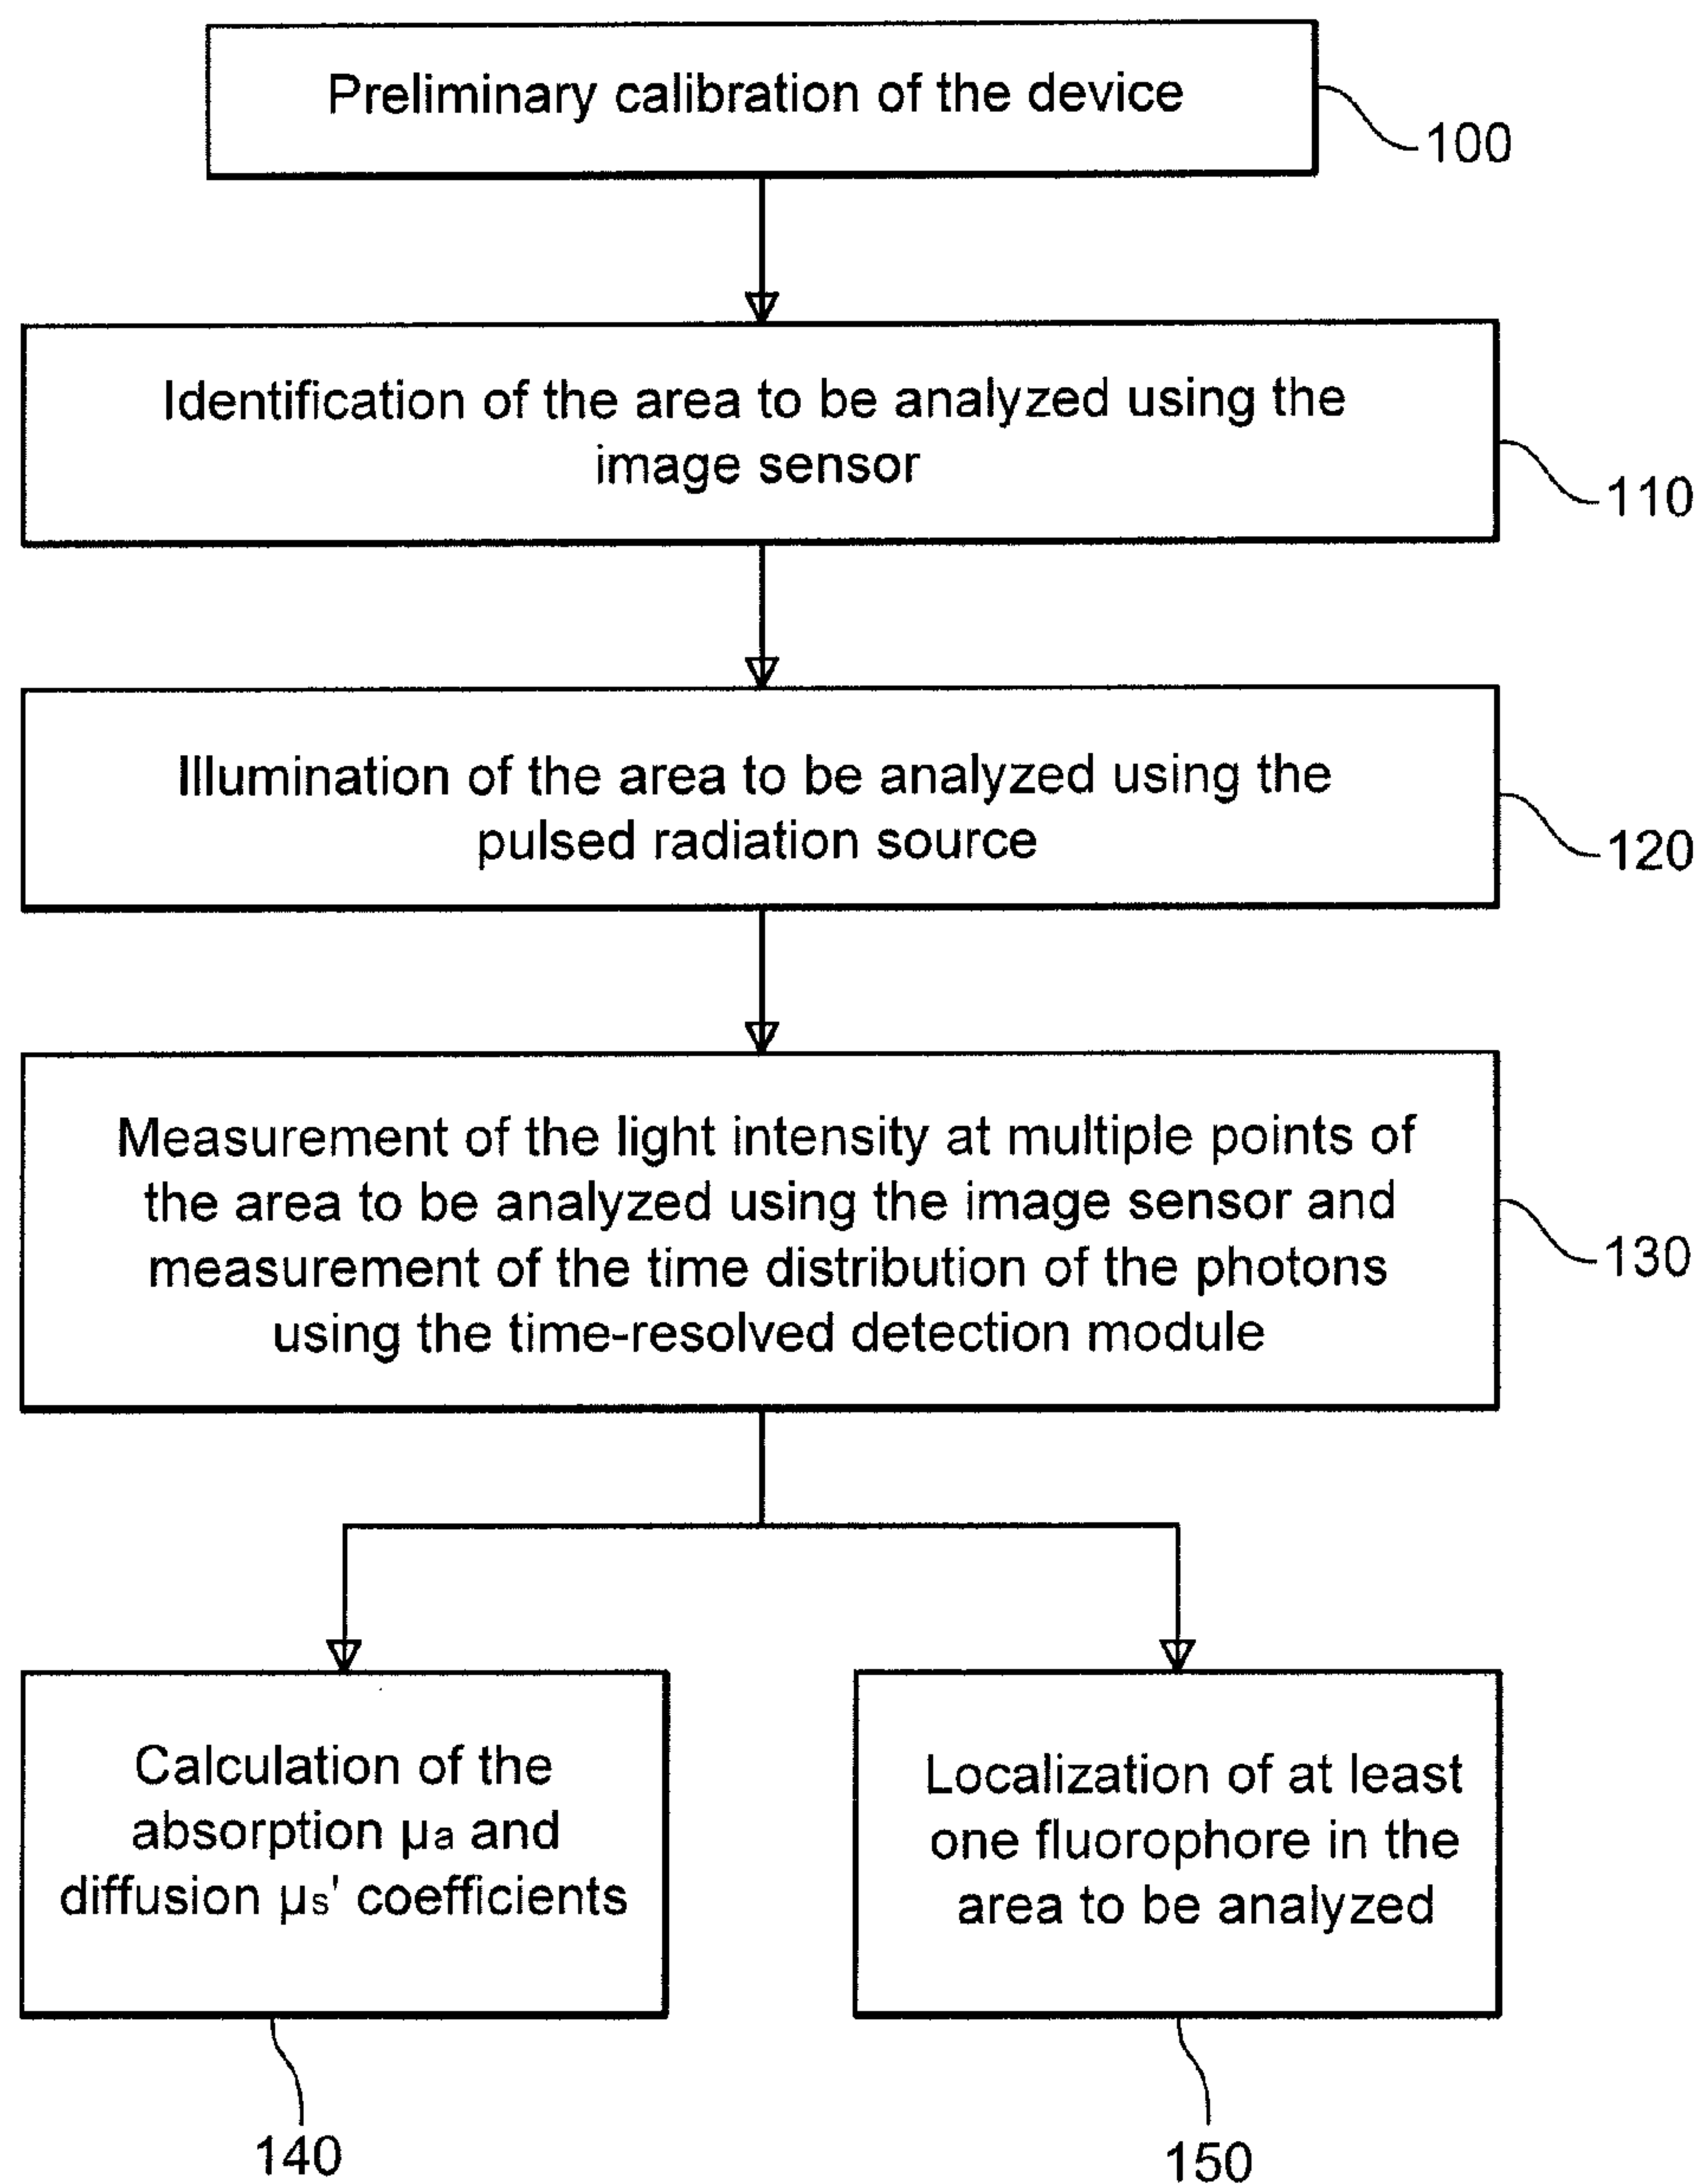 Preliminary calibration of the device
100
Identification of the area to be analyzed using the
image sensor
110
Illumination of the area to be analyzed using the
pulsed radiation source
120
Measurement of the light intensity at multiple points of
the area to be analyzed using the image sensor and
measurement of the time distribution of the photons
using the time-resolved detection module
130
Calculation of the
absorption μa and
diffusion μs' coefficients
140
Localization of at least
one fluorophore in the
area to be analyzed
150